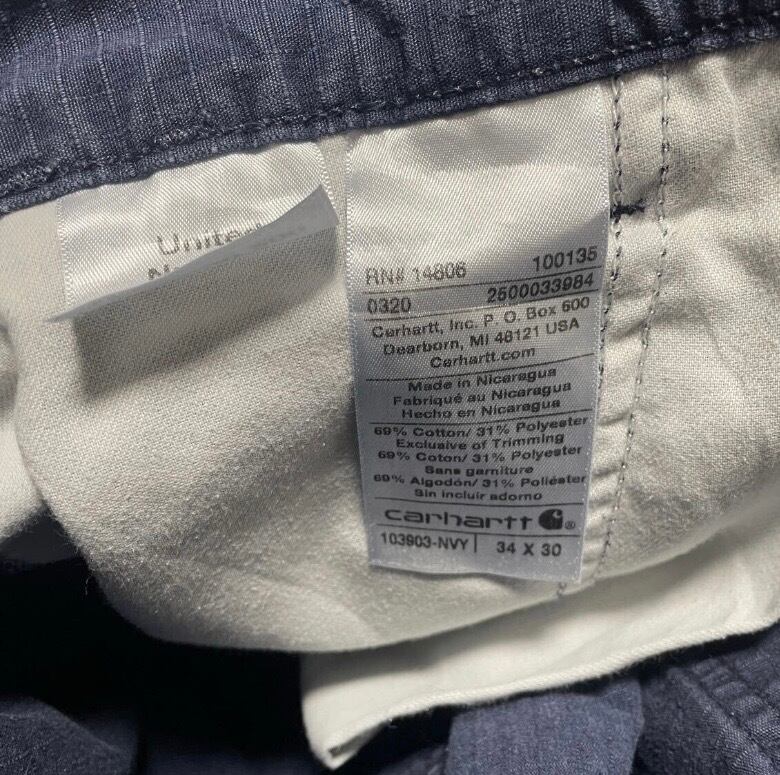 United
RN# 14806 100135
0320 2500033984
Carhartt, Inc. P. O. Box 600
Dearborn, MI 48121 USA
Carhartt.com
Made in Nicaragua
Fabriqué au Nicaragua
Hecho en Nicaragua
69% Cotton/ 31% Polyester
Exclusive of Trimming
69% Coton/ 31% Polyester
Sans garniture
69% Algodón/ 31% Poliéster
Sin incluir adorno
carhartt ®
103903-NVY 34 X 30